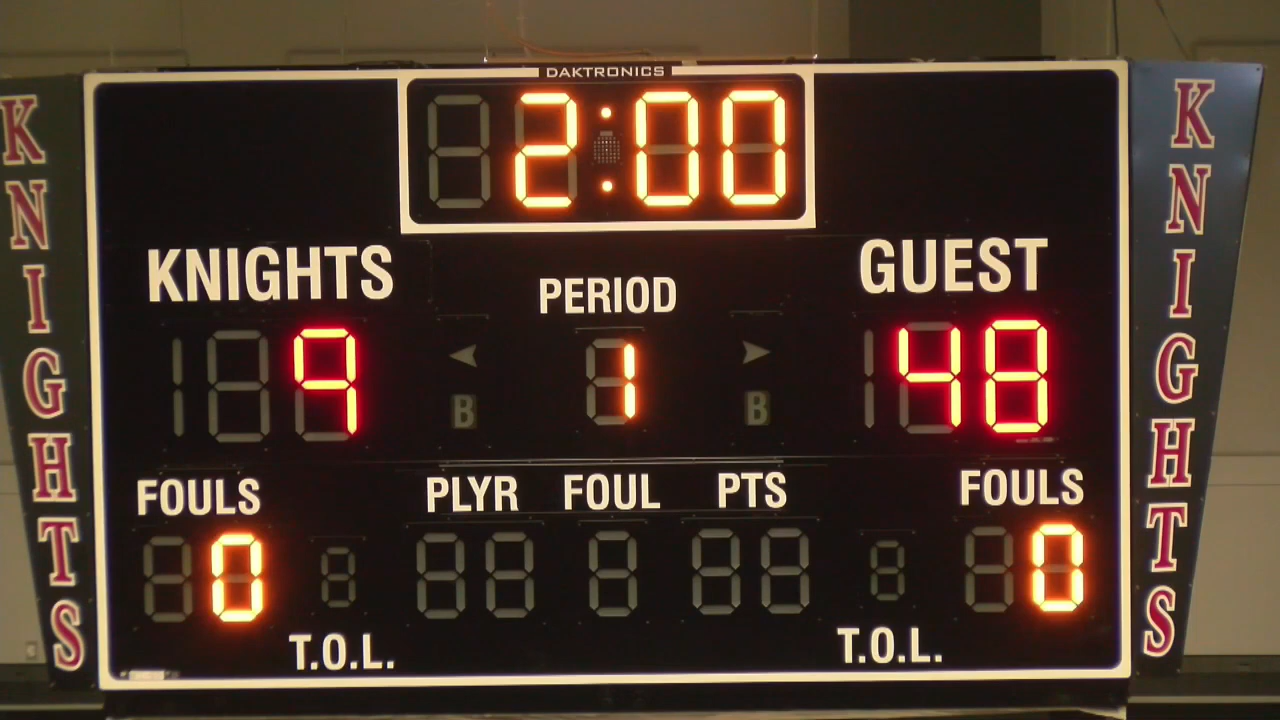 DAKTRONICS
2:00
KNIGHTS
GUEST
PERIOD
9
1
48
B
B
FOULS
PLYR
FOUL
PTS
FOULS
0
0
T.O.L.
T.O.L.
KNIGHTS
KNIGHTS